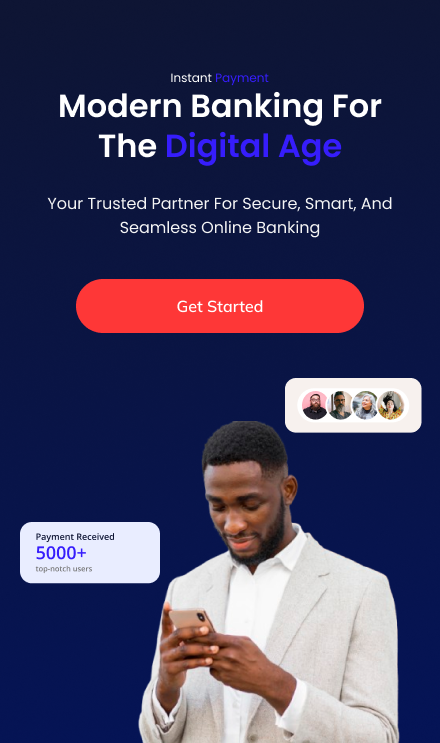 Instant Payment
Modern Banking For
The Digital Age
Your Trusted Partner For Secure, Smart, And
Seamless Online Banking
Get Started
Payment Received
5000+
top-notch users